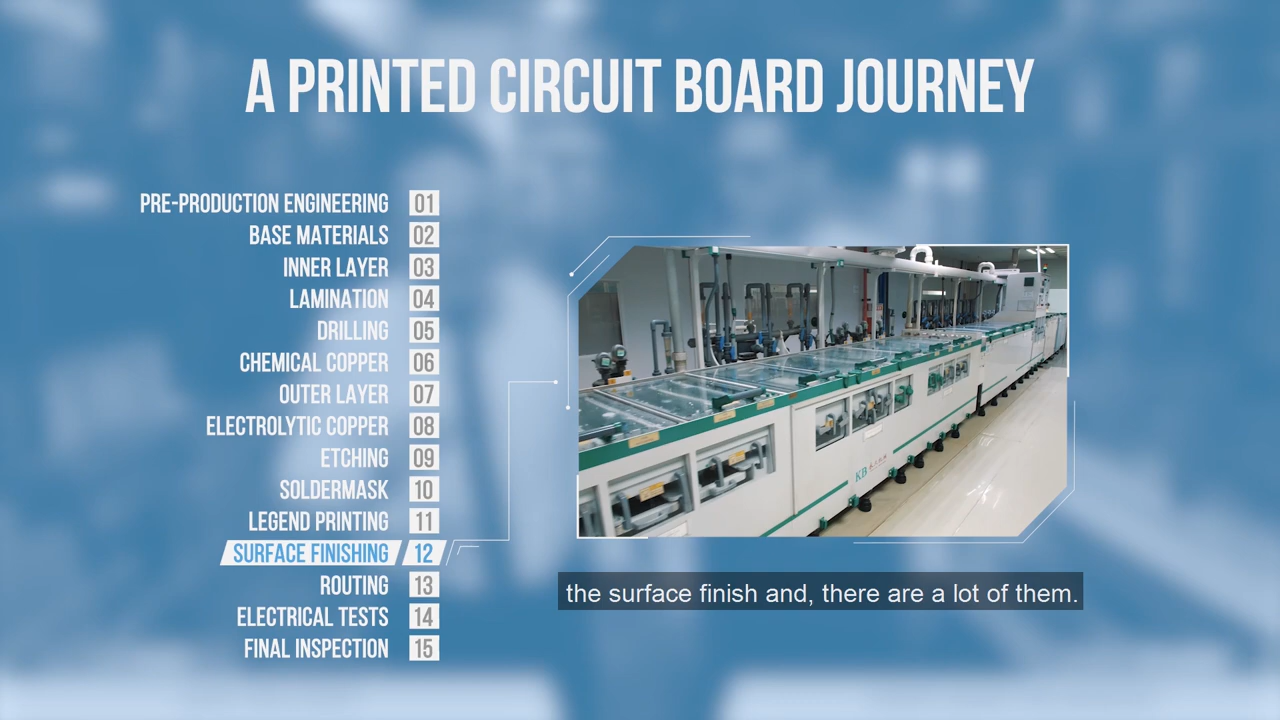 A PRINTED CIRCUIT BOARD JOURNEY
PRE-PRODUCTION ENGINEERING 01
BASE MATERIALS 02
INNER LAYER 03
LAMINATION 04
DRILLING 05
CHEMICAL COPPER 06
OUTER LAYER 07
ELECTROLYTIC COPPER 08
ETCHING 09
SOLDERMASK 10
LEGEND PRINTING 11
SURFACE FINISHING 12
ROUTING 13
ELECTRICAL TESTS 14
FINAL INSPECTION 15
KB
the surface finish and, there are a lot of them.